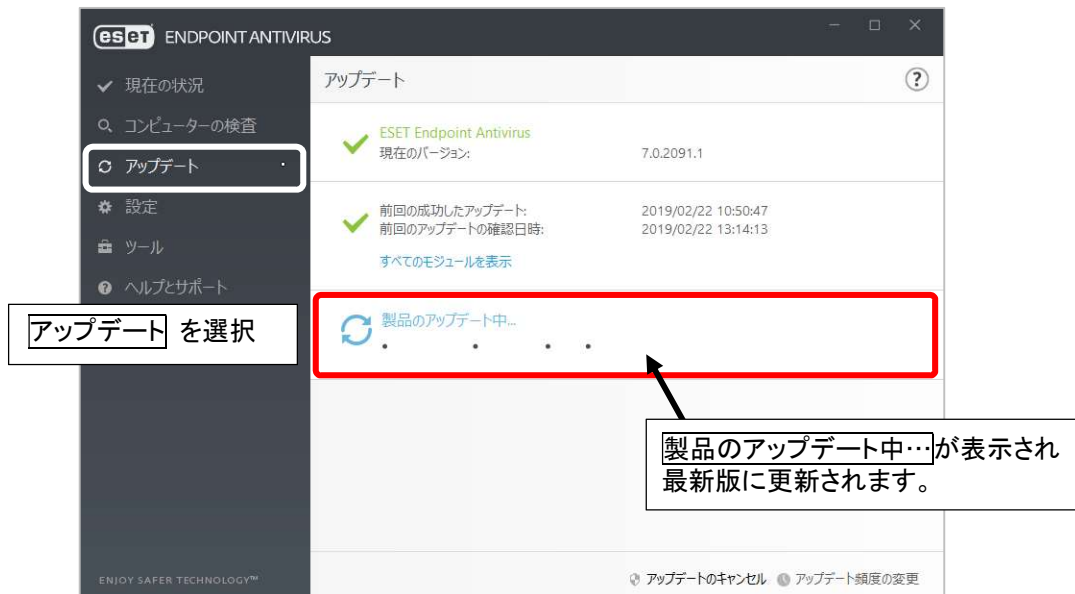 eset ENDPOINT ANTIVIRUS
現在の状況
コンピューターの検査
アップデート
設定
ツール
ヘルプとサポート
アップデート を選択
アップデート
?
ESET Endpoint Antivirus
現在のバージョン: 7.0.2091.1
前回の成功したアップデート: 2019/02/22 10:50:47
前回のアップデートの確認日時: 2019/02/22 13:14:13
すべてのモジュールを表示
製品のアップデート中...
製品のアップデート中…が表示され
最新版に更新されます。
ENJOY SAFER TECHNOLOGY™
アップデートのキャンセル アップデート頻度の変更